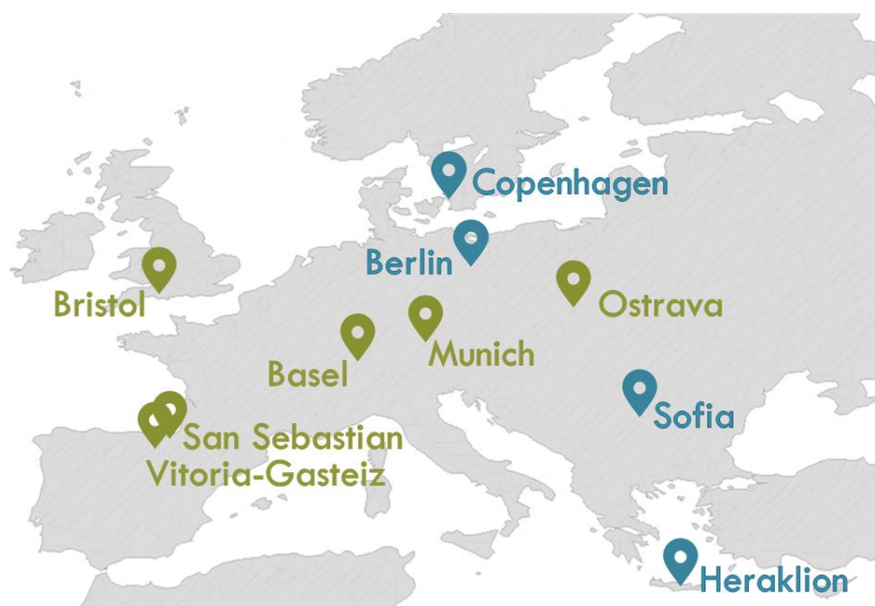 Copenhagen
Berlin
Bristol
Ostrava
Munich
Basel
Sofia
San Sebastian
Vitoria-Gasteiz
Heraklion